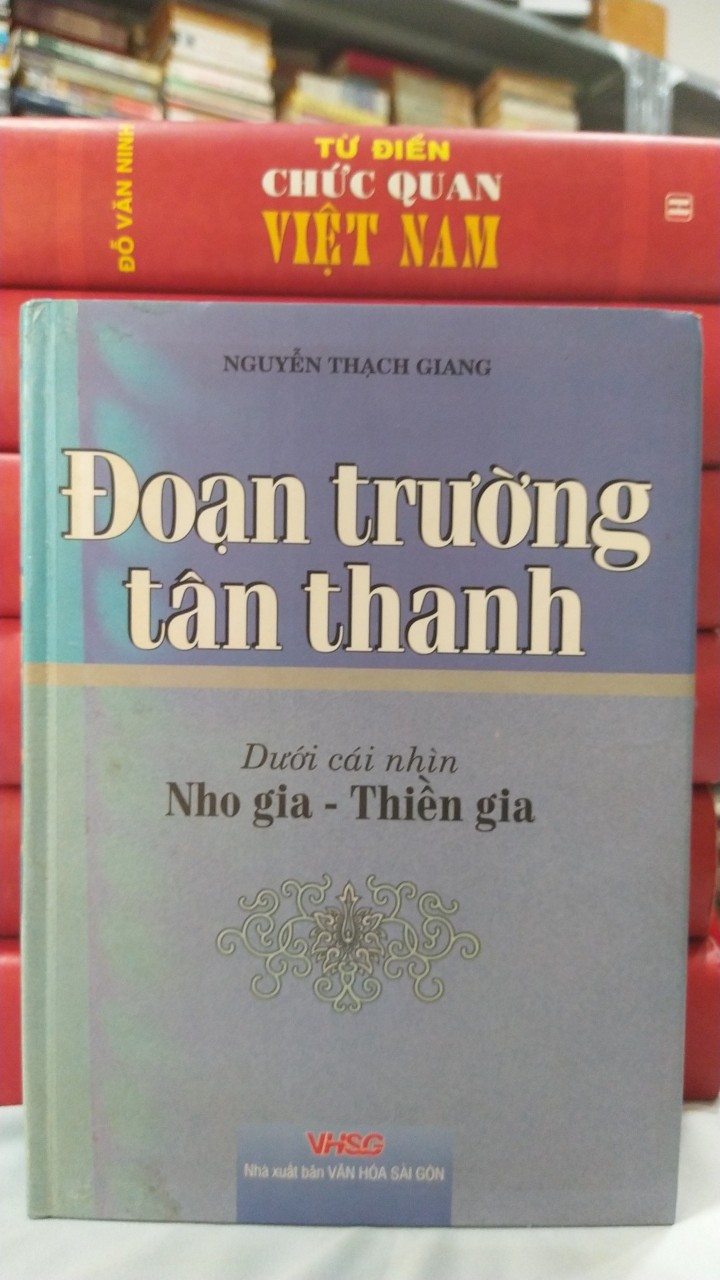 ĐỖ VĂN NINH
TỪ ĐIỂN
CHỨC QUAN
VIỆT NAM
H
NGUYỄN THẠCH GIANG
Đoạn trường
tân thanh
Dưới cái nhìn
Nho gia - Thiền gia
VHSG
Nhà xuất bản VĂN HÓA SÀI GÒN